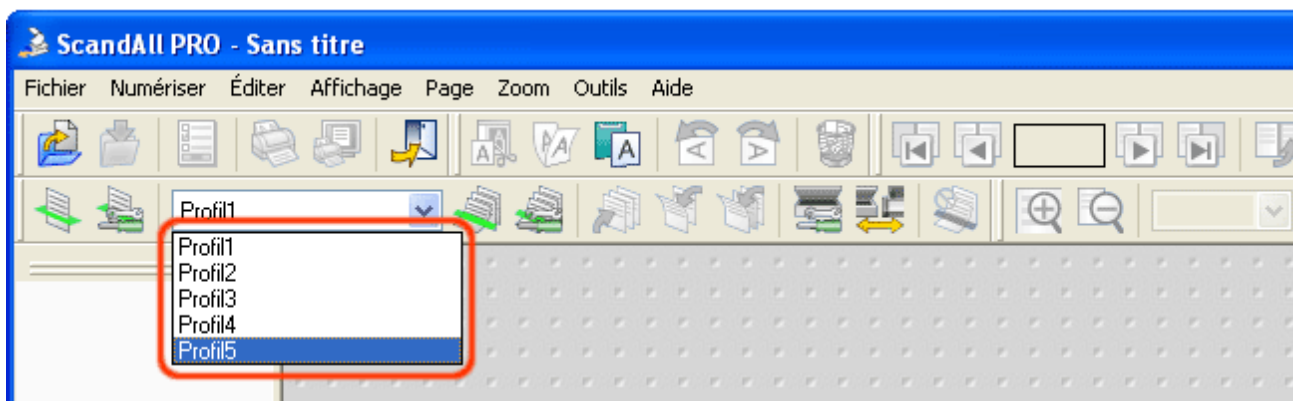 ScandAll PRO - Sans titre
Fichier Numériser Éditer Affichage Page Zoom Outils Aide
Profil1
Profil1
Profil2
Profil3
Profil4
Profil5